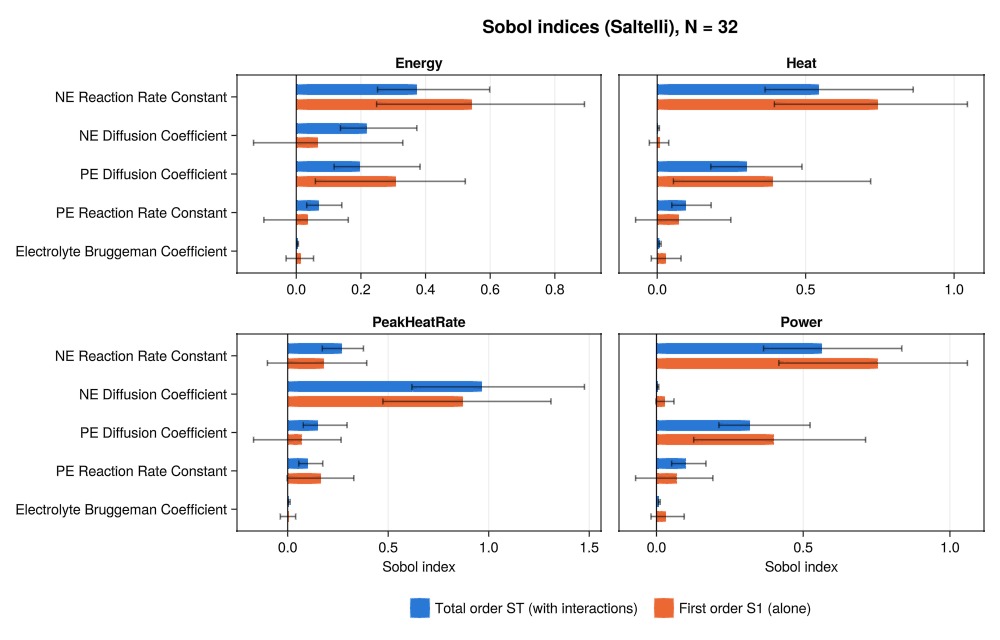 Sobol indices (Saltelli), N = 32
Energy
Heat
NE Reaction Rate Constant
NE Diffusion Coefficient
PE Diffusion Coefficient
PE Reaction Rate Constant
Electrolyte Bruggeman Coefficient
0.0 0.2 0.4 0.6 0.8
0.0 0.5 1.0
PeakHeatRate
Power
NE Reaction Rate Constant
NE Diffusion Coefficient
PE Diffusion Coefficient
PE Reaction Rate Constant
Electrolyte Bruggeman Coefficient
0.0 0.5 1.0 1.5
0.0 0.5 1.0
Sobol index
Sobol index
Total order ST (with interactions)
First order S1 (alone)